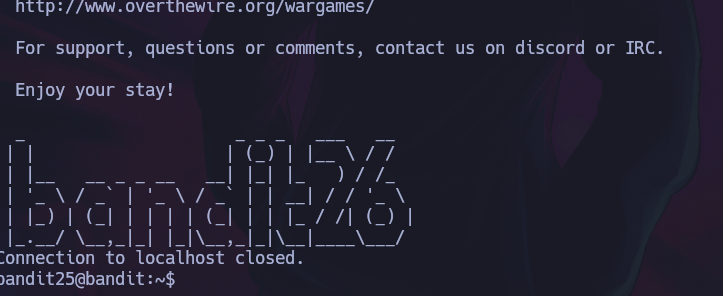 http://www.overthewire.org/wargames/
For support, questions or comments, contact us on discord or IRC.
Enjoy your stay!
bandit26
Connection to localhost closed.
bandit25@bandit:~$